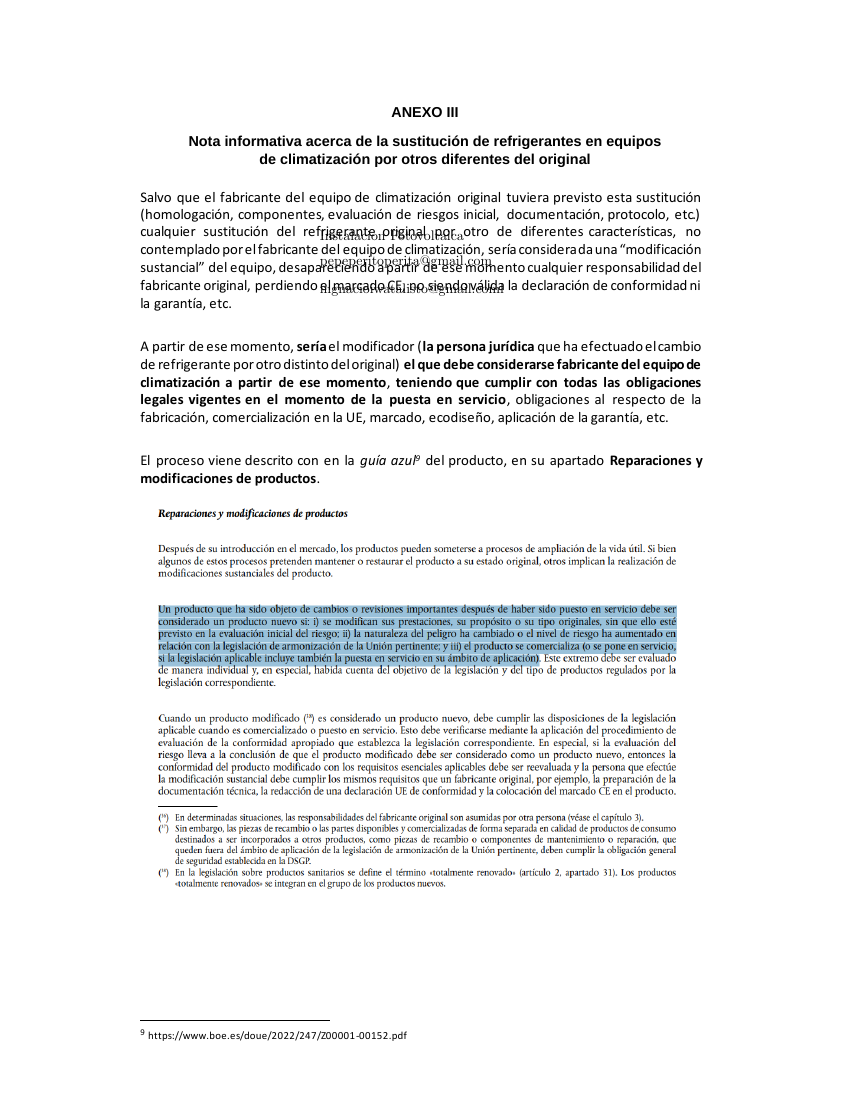 ANEXO III
Nota informativa acerca de la sustitución de refrigerantes en equipos
de climatización por otros diferentes del original
Salvo que el fabricante del equipo de climatización original tuviera previsto esta sustitución
(homologación, componentes, evaluación de riesgos inicial, documentación, protocolo, etc.)
cualquier sustitución del refrigerante original por otro de diferentes características, no
Instalación Fotovoltaica
contemplado por el fabricante del equipo de climatización, sería considerada una “modificación
pepeperitoperita@gmail.com
sustancial” del equipo, desapareciendo a partir de ese momento cualquier responsabilidad del
fabricante original, perdiendo el marcado CE, no siendo válida la declaración de conformidad ni
la garantía, etc.
A partir de ese momento, sería el modificador (la persona jurídica que ha efectuado el cambio
de refrigerante por otro distinto del original) el que debe considerarse fabricante del equipo de
climatización a partir de ese momento, teniendo que cumplir con todas las obligaciones
legales vigentes en el momento de la puesta en servicio, obligaciones al respecto de la
fabricación, comercialización en la UE, marcado, ecodiseño, aplicación de la garantía, etc.
El proceso viene descrito con en la guía azul⁹ del producto, en su apartado Reparaciones y
modificaciones de productos.
Reparaciones y modificaciones de productos
Después de su introducción en el mercado, los productos pueden someterse a procesos de ampliación de la vida útil. Si bien
algunos de estos procesos pretenden mantener o restaurar el producto a su estado original, otros implican la realización de
modificaciones sustanciales del producto.
Un producto que ha sido objeto de cambios o revisiones importantes después de haber sido puesto en servicio debe ser
considerado un producto nuevo si: i) se modifican sus prestaciones, su propósito o su tipo originales, sin que ello esté
previsto en la evaluación inicial del riesgo; ii) la naturaleza del peligro ha cambiado o el nivel de riesgo ha aumentado en
relación con la legislación de armonización de la Unión pertinente; y iii) el producto se comercializa (o se pone en servicio,
si la legislación aplicable incluye también la puesta en servicio en su ámbito de aplicación). Este extremo debe ser evaluado
de manera individual y, en especial, habida cuenta del objetivo de la legislación y del tipo de productos regulados por la
legislación correspondiente.
Cuando un producto modificado (¹⁸) es considerado un producto nuevo, debe cumplir las disposiciones de la legislación
aplicable cuando es comercializado o puesto en servicio. Esto debe verificarse mediante la aplicación del procedimiento de
evaluación de la conformidad apropiado que establezca la legislación correspondiente. En especial, si la evaluación del
riesgo lleva a la conclusión de que el producto modificado debe ser considerado como un producto nuevo, entonces la
conformidad del producto modificado con los requisitos esenciales aplicables debe ser reevaluada y la persona que efectúe
la modificación sustancial debe cumplir los mismos requisitos que un fabricante original, por ejemplo, la preparación de la
documentación técnica, la redacción de una declaración UE de conformidad y la colocación del marcado CE en el producto.
(¹⁶) En determinadas situaciones, las responsabilidades del fabricante original son asumidas por otra persona (véase el capítulo 3).
(¹⁷) Sin embargo, las piezas de recambio o las partes disponibles y comercializadas de forma separada en calidad de productos de consumo
destinados a ser incorporados a otros productos, como piezas de recambio o componentes de mantenimiento o reparación, que
queden fuera del ámbito de aplicación de la legislación de armonización de la Unión pertinente, deben cumplir la obligación general
de seguridad establecida en la DSGP.
(¹⁸) En la legislación sobre productos sanitarios se define el término «totalmente renovado» (artículo 2, apartado 31). Los productos
«totalmente renovados» se integran en el grupo de los productos nuevos.
⁹ https://www.boe.es/doue/2022/247/Z00001-00152.pdf